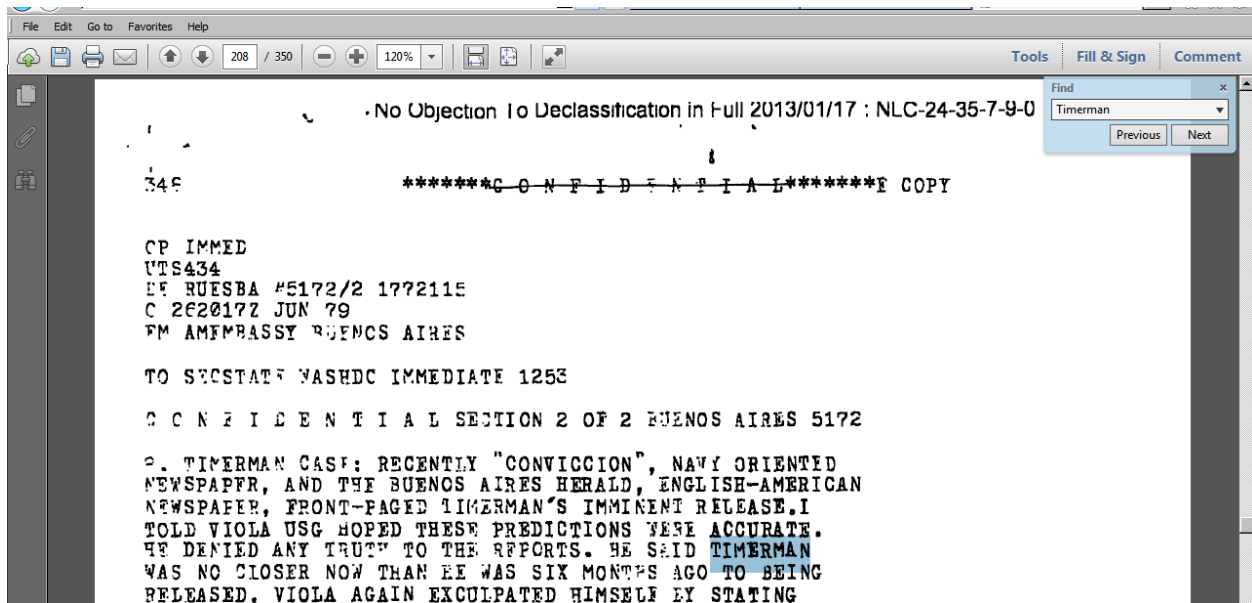 File Edit Go to Favorites Help
208 / 350 120% Tools Fill & Sign Comment
Find
Timerman
Previous Next
No Objection To Declassification in Full 2013/01/17 : NLC-24-35-7-9-0
*******C O N F I D E N T I A L*******E COPY
OP IMMED
UTS434
DE RUESBA #5172/2 1772115
O 262017Z JUN 79
FM AMEMBASSY BUENOS AIRES
TO SECSTATE WASHDC IMMEDIATE 1253
C O N F I D E N T I A L SECTION 2 OF 2 BUENOS AIRES 5172
TIMERMAN CASE: RECENTLY "CONVICCION", NAVY ORIENTED
NEWSPAPER, AND THE BUENOS AIRES HERALD, ENGLISH-AMERICAN
NEWSPAPER, FRONT-PAGED TIMERMAN'S IMMINENT RELEASE.I
TOLD VIOLA USG HOPED THESE PREDICTIONS WERE ACCURATE.
HE DENIED ANY TRUTH TO THE REPORTS. HE SAID TIMERMAN
WAS NO CLOSER NOW THAN HE WAS SIX MONTHS AGO TO BEING
RELEASED. VIOLA AGAIN EXCULPATED HIMSELF BY STATING